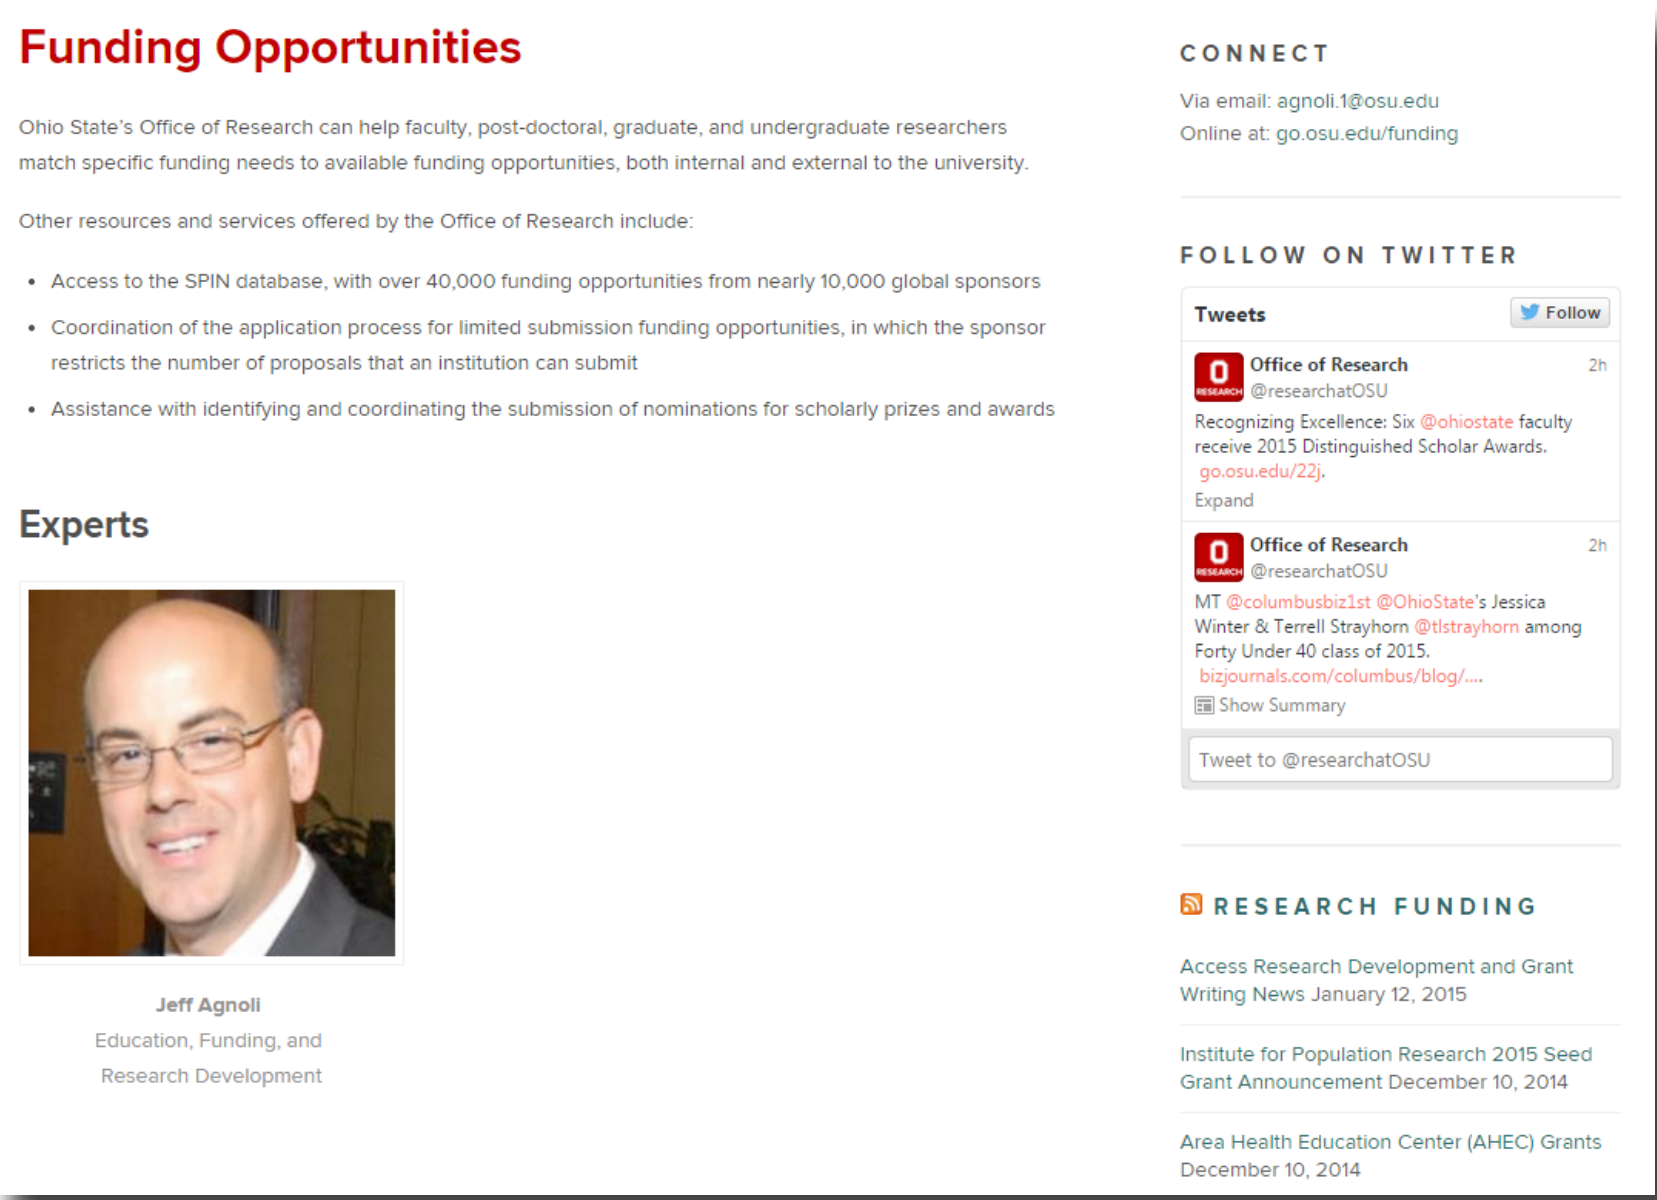 Funding Opportunities
Ohio State's Office of Research can help faculty, post-doctoral, graduate, and undergraduate researchers
match specific funding needs to available funding opportunities, both internal and external to the university.
Other resources and services offered by the Office of Research include:
• Access to the SPIN database, with over 40,000 funding opportunities from nearly 10,000 global sponsors
• Coordination of the application process for limited submission funding opportunities, in which the sponsor
restricts the number of proposals that an institution can submit
• Assistance with identifying and coordinating the submission of nominations for scholarly prizes and awards
Experts
Jeff Agnoli
Education, Funding, and
Research Development
CONNECT
Via email: agnoli.1@osu.edu
Online at: go.osu.edu/funding
FOLLOW ON TWITTER
Tweets
Follow
O
RESEARCH
Office of Research
2h
@researchatOSU
Recognizing Excellence: Six @ohiostate faculty
receive 2015 Distinguished Scholar Awards.
go.osu.edu/22j.
Expand
O
RESEARCH
Office of Research
2h
@researchatOSU
MT @columbusbiz1st @OhioState's Jessica
Winter & Terrell Strayhorn @tlstrayhorn among
Forty Under 40 class of 2015.
bizjournals.com/columbus/blog/....
Show Summary
Tweet to @researchatOSU
RESEARCH FUNDING
Access Research Development and Grant
Writing News January 12, 2015
Institute for Population Research 2015 Seed
Grant Announcement December 10, 2014
Area Health Education Center (AHEC) Grants
December 10, 2014